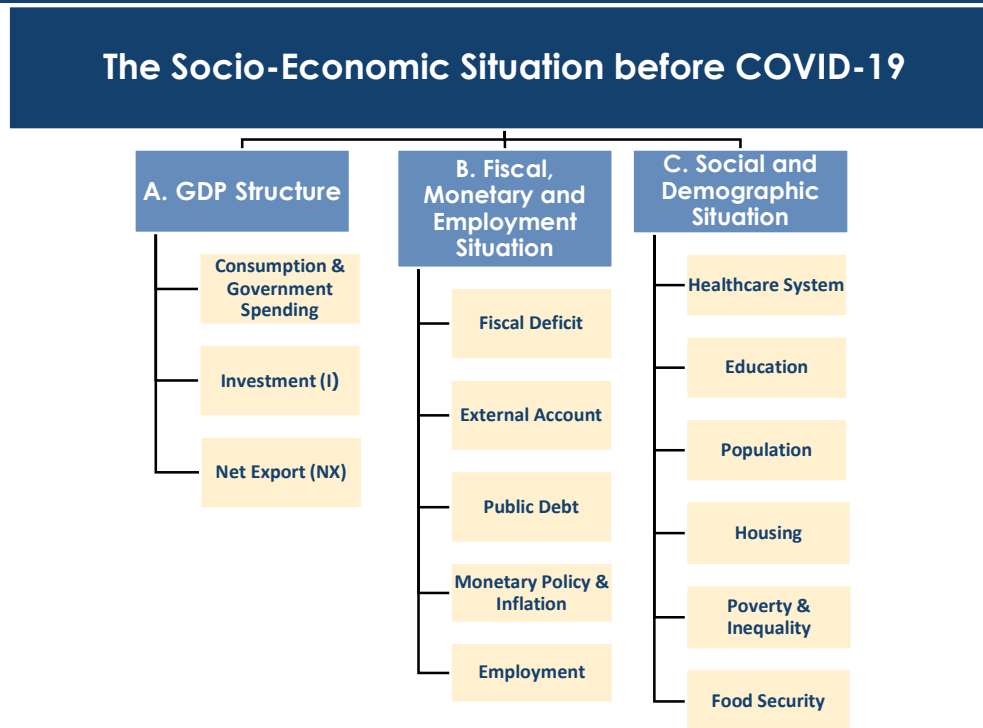 The Socio-Economic Situation before COVID-19
A. GDP Structure
Consumption &
Government
Spending
Investment (I)
Net Export (NX)
B. Fiscal,
Monetary and
Employment
Situation
Fiscal Deficit
External Account
Public Debt
Monetary Policy &
Inflation
Employment
C. Social and
Demographic
Situation
Healthcare System
Education
Population
Housing
Poverty &
Inequality
Food Security